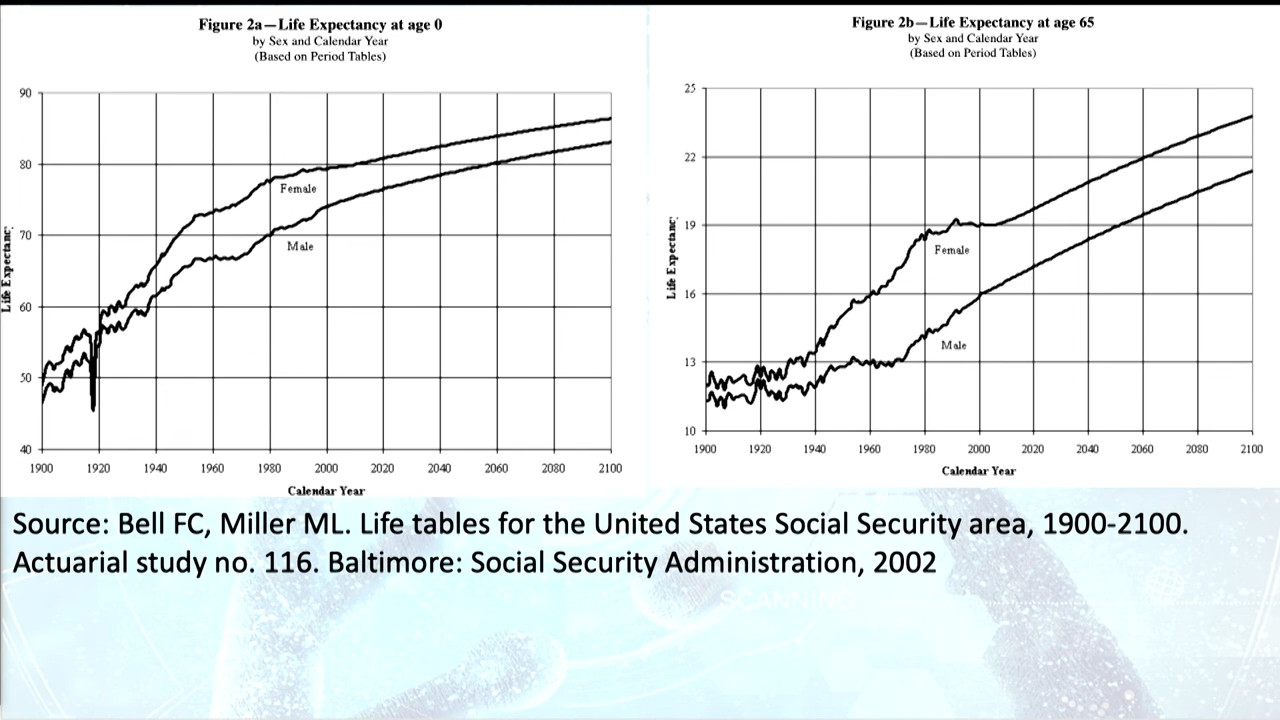 Figure 2a—Life Expectancy at age 0
by Sex and Calendar Year
(Based on Period Tables)
90
80
70
60
50
40
Life Expectanc
Female
Male
1900 1920 1940 1960 1980 2000 2020 2040 2060 2080 2100
Calendar Year
Figure 2b—Life Expectancy at age 65
by Sex and Calendar Year
(Based on Period Tables)
25
22
19
16
13
10
Life Expectanc
Female
Male
1900 1920 1940 1960 1980 2000 2020 2040 2060 2080 2100
Calendar Year
Source: Bell FC, Miller ML. Life tables for the United States Social Security area, 1900-2100.
Actuarial study no. 116. Baltimore: Social Security Administration, 2002
SCANNING